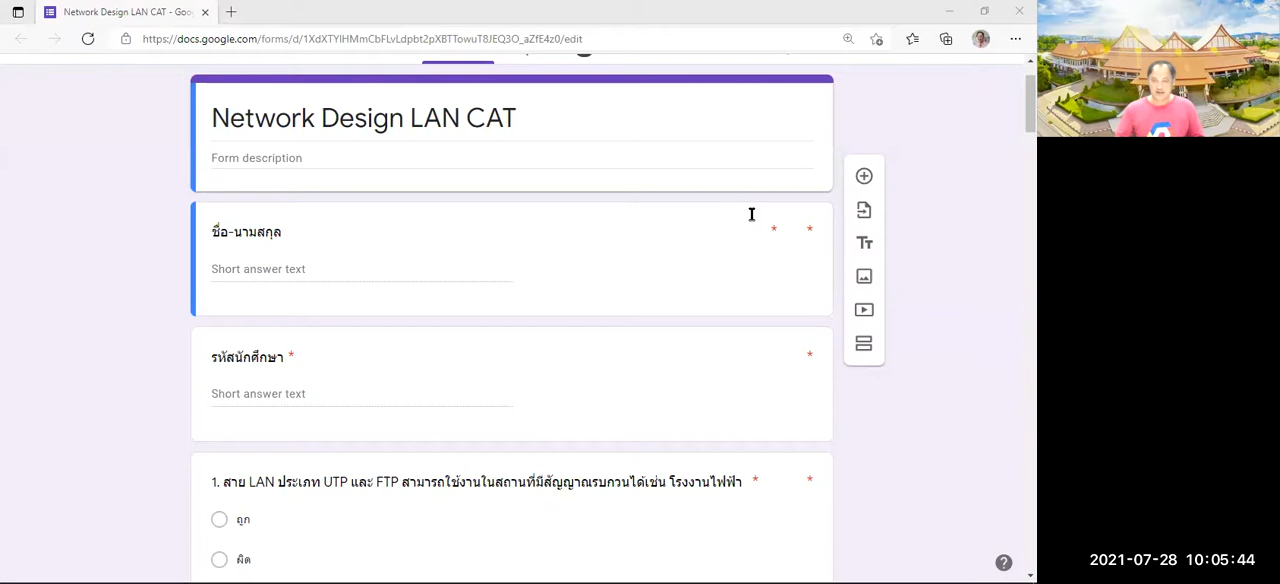 Network Design LAN CAT - Goo
https://docs.google.com/forms/d/1XdXTYlHMmCbFLvLdpbt2pXBTTowuT8JEQ3O_aZfE4z0/edit
Network Design LAN CAT
Form description
ชื่อ-นามสกุล * *
Short answer text
รหัสนักศึกษา * *
Short answer text
1. สาย LAN ประเภท UTP และ FTP สามารถใช้งานในสถานที่มีสัญญาณรบกวนได้เช่น โรงงานไฟฟ้า * *
ถูก
ผิด
Tт
2021-07-28 10:05:44